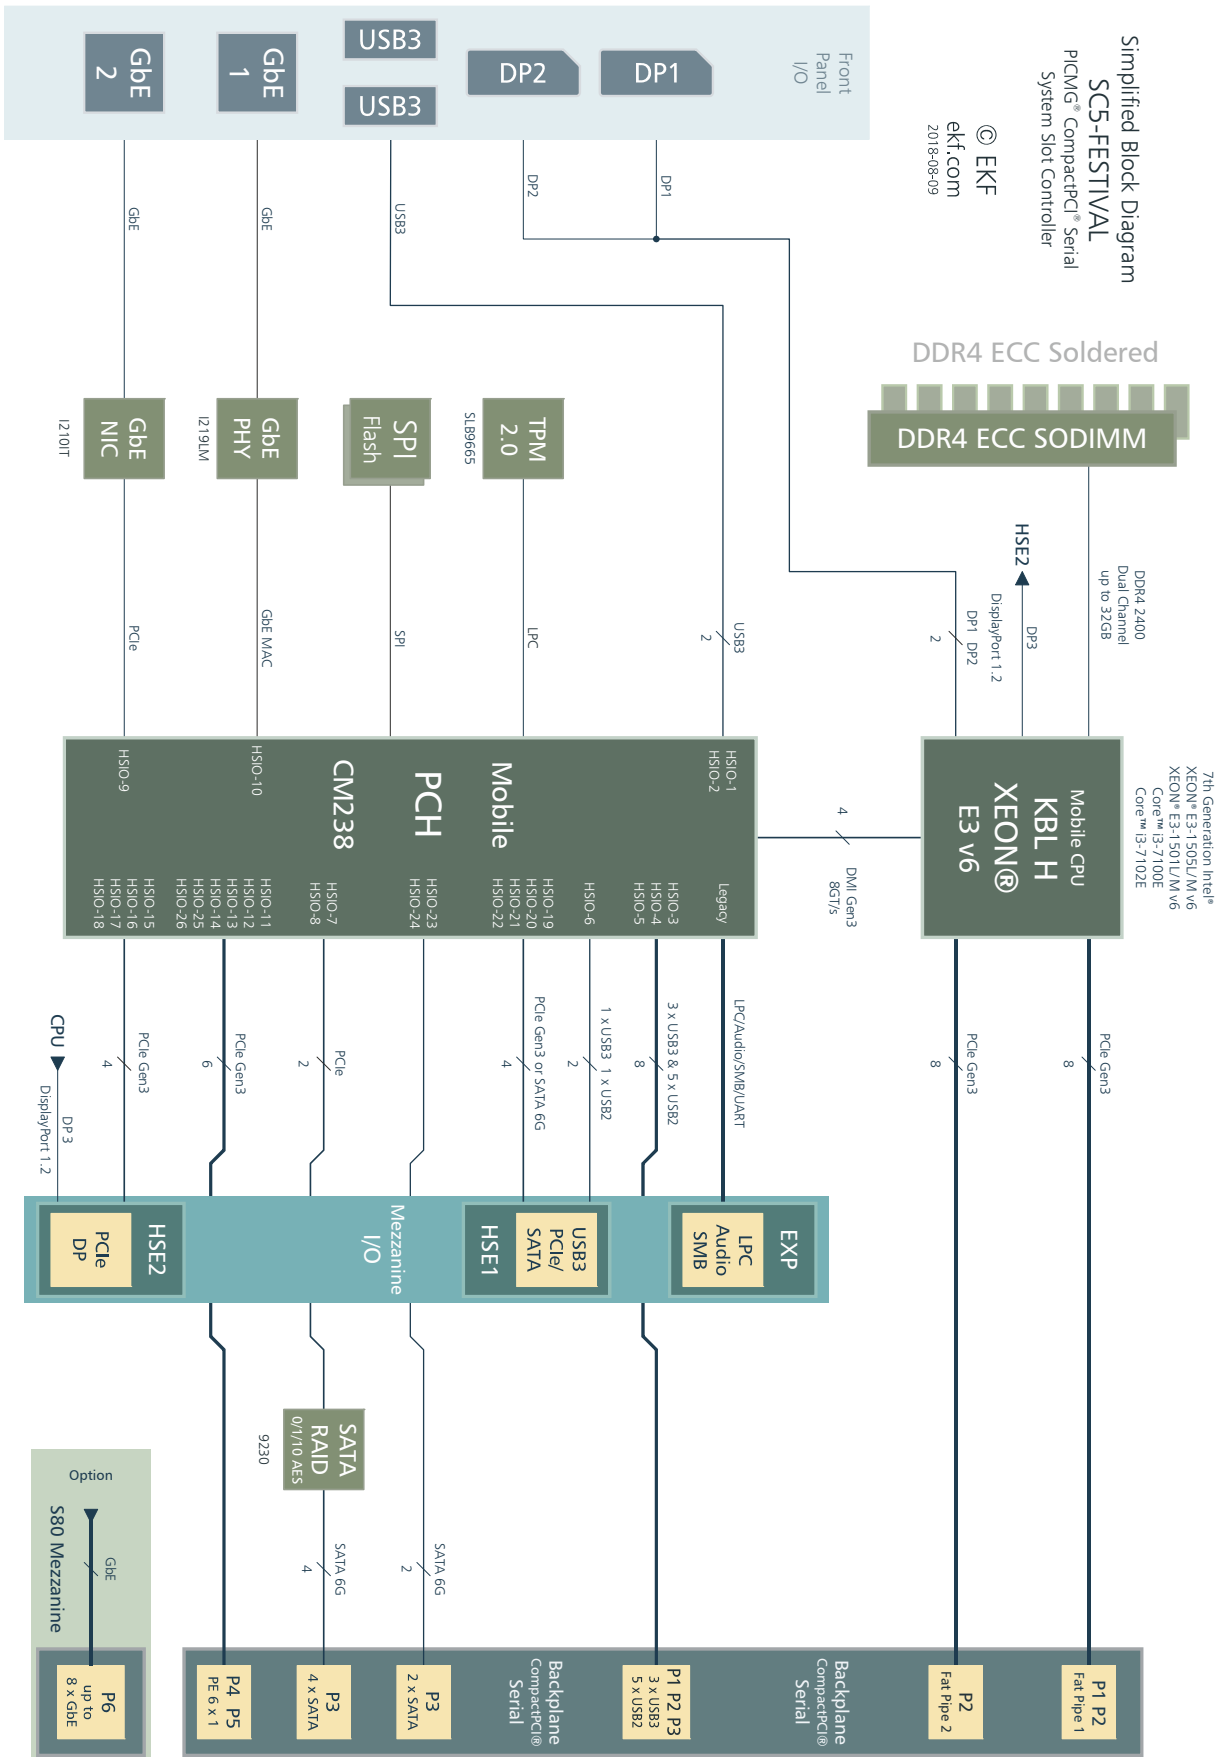 Simplified Block Diagram
SC5-FESTIVAL
PICMG® CompactPCI® Serial
System Slot Controller
© EKF
ekf.com
2018-08-09
Front
Panel
I/O
DP1
DP2
USB3
USB3
GbE
1
GbE
2
DP1
DP2
USB3
GbE
GbE
DDR4 ECC Soldered
DDR4 ECC SODIMM
TPM
2.0
SLB9665
SPI
Flash
GbE
PHY
I219LM
GbE
NIC
I210IT
DDR4 2400
Dual Channel
up to 32GB
HSE2
DP3
DisplayPort 1.2
DP1 DP2
2
USB3
2
LPC
SPI
GbE MAC
PCIe
7th Generation Intel®
XEON® E3-1505L/M v6
XEON® E3-1501L/M v6
Core™ i3-7100E
Core™ i3-7102E
Mobile CPU
KBL H
XEON®
E3 v6
4
DMI Gen3
8GT/s
Mobile
PCH
CM238
HSIO-1
HSIO-2
HSIO-10
HSIO-9
Legacy
HSIO-3
HSIO-4
HSIO-5
HSIO-6
HSIO-19
HSIO-20
HSIO-21
HSIO-22
HSIO-23
HSIO-24
HSIO-7
HSIO-8
HSIO-11
HSIO-12
HSIO-13
HSIO-14
HSIO-25
HSIO-26
HSIO-15
HSIO-16
HSIO-17
HSIO-18
PCIe Gen3
8
PCIe Gen3
8
LPC/Audio/SMB/UART
3 x USB3 & 5 x USB2
8
1 x USB3 1 x USB2
2
PCIe Gen3 or SATA 6G
4
PCIe
2
PCIe Gen3
6
PCIe Gen3
4
CPU
DP3
DisplayPort 1.2
EXP
LPC
Audio
SMB
USB3
PCIe/
SATA
HSE1
Mezzanine
I/O
HSE2
PCIe
DP
SATA
RAID
0/1/10 AES
9230
SATA 6G
2
SATA 6G
4
Option
GbE
S80 Mezzanine
P1 P2
Fat Pipe 1
P2
Fat Pipe 2
Backplane
CompactPCI®
Serial
P1 P2 P3
3 x USB3
5 x USB2
Backplane
CompactPCI®
Serial
P3
2 x SATA
P3
4 x SATA
P4 P5
PE 6 x 1
P6
up to
8 x GbE